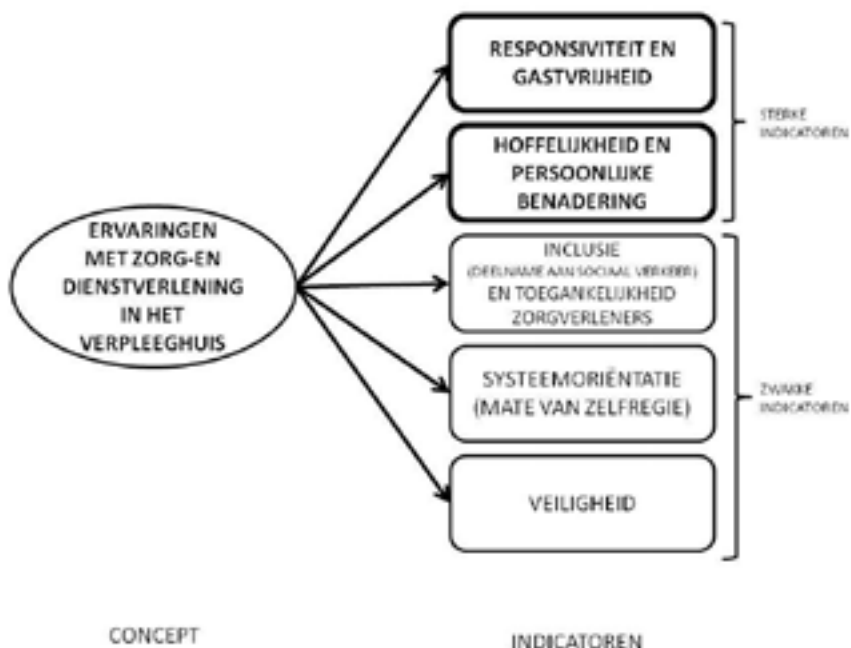 RESPONSIVITEIT EN
GASTVRIJHEID
HOFFELIJKHEID EN
PERSOONLIJKE
BENADERING
STERKE
INDICATOREN
ERVARINGEN
MET ZORG-EN
DIENSTVERLENING
IN HET
VERPLEEGHUIS
INCLUSIE
(DEELNAME AAN SOCIAAL VERKEER)
EN TOEGANKELIJKHEID
ZORGVERLENERS
SYSTEEMORIËNTATIE
(MATE VAN ZELFREGIE)
ZWAKKE
INDICATOREN
VEILIGHEID
CONCEPT
INDICATOREN